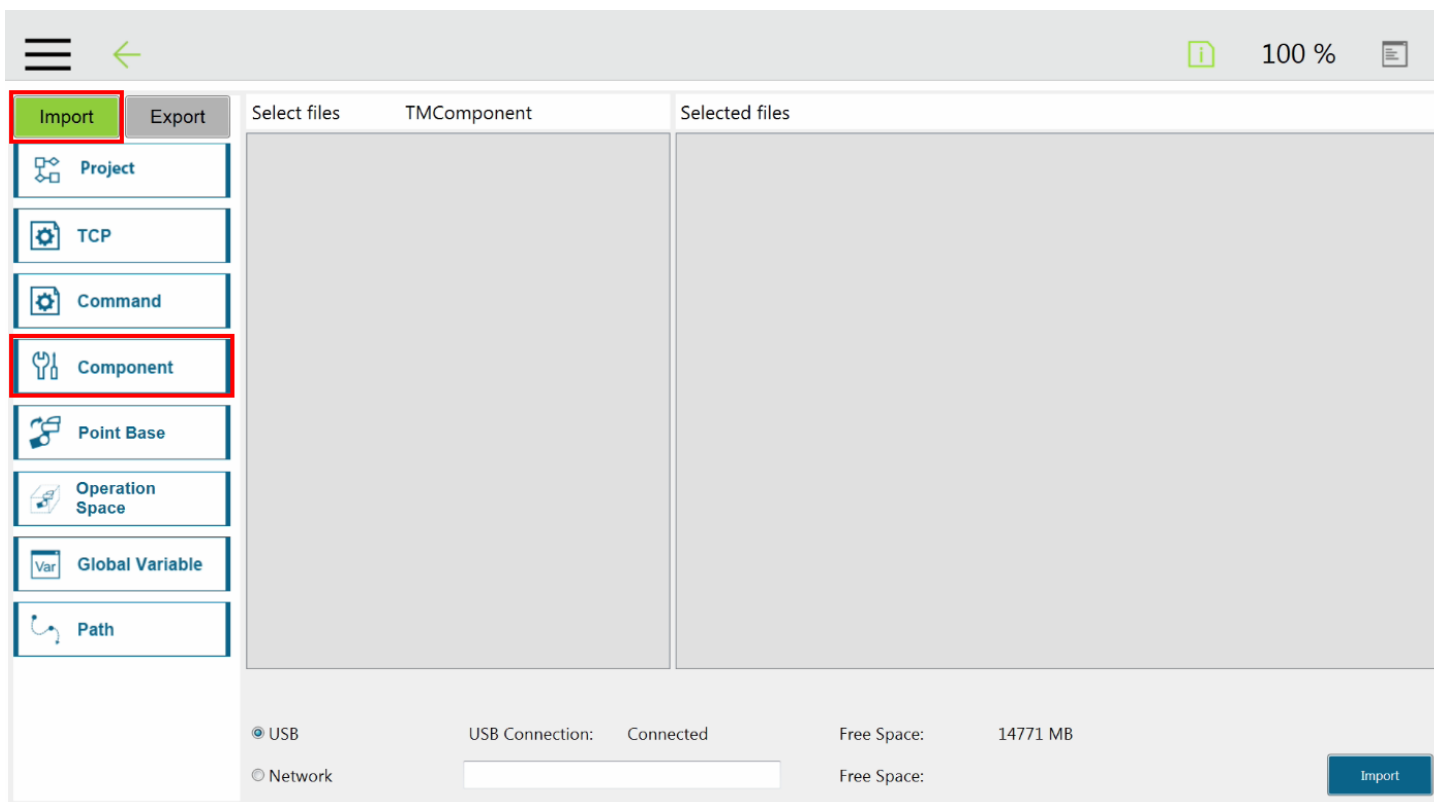 100 %
Import
Export
Select files
TMComponent
Selected files
Project
TCP
Command
Component
Point Base
Operation
Space
Var
Global Variable
Path
USB
USB Connection:
Connected
Free Space:
14771 MB
Network
Free Space:
Import